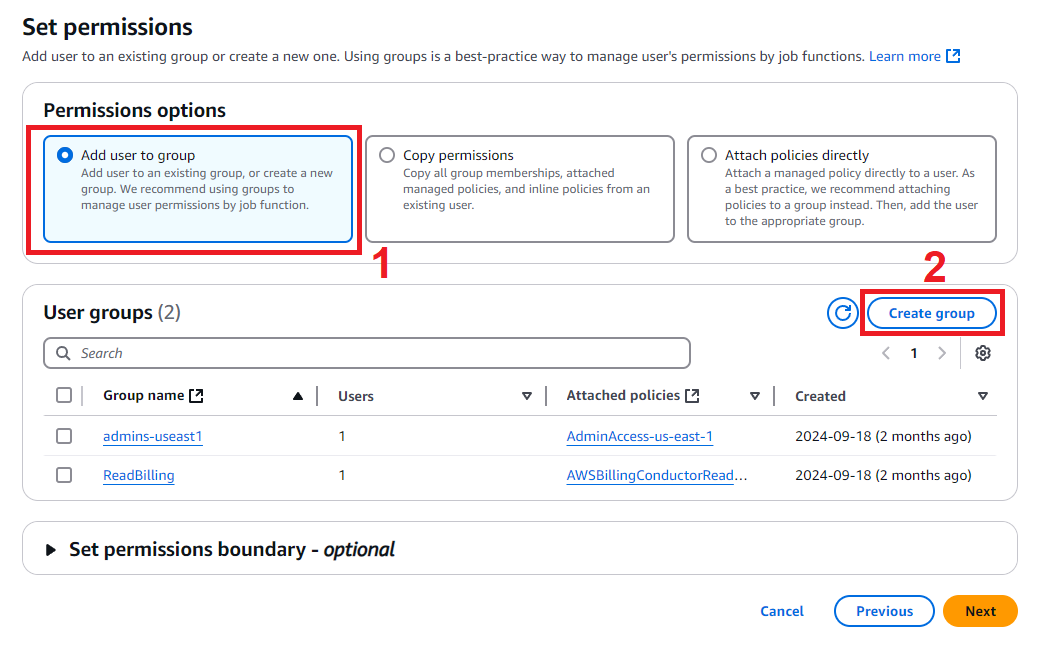 Set permissions
Add user to an existing group or create a new one. Using groups is a best-practice way to manage user's permissions by job functions. Learn more
Permissions options
Add user to group
Add user to an existing group, or create a new
group. We recommend using groups to
manage user permissions by job function.
Copy permissions
Copy all group memberships, attached
managed policies, and inline policies from an
existing user.
Attach policies directly
Attach a managed policy directly to a user. As
a best practice, we recommend attaching
policies to a group instead. Then, add the user
to the appropriate group.
1
2
User groups (2)
Create group
Search
1
Group name Users Attached policies Created
admins-useast1 1 AdminAccess-us-east-1 2024-09-18 (2 months ago)
ReadBilling 1 AWSBillingConductorRead… 2024-09-18 (2 months ago)
Set permissions boundary - optional
Cancel Previous Next